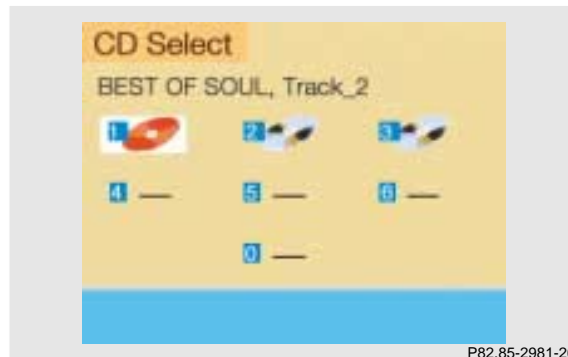 CD Select
BEST OF SOUL, Track_2
1 2 3
4 — 5 — 6 —
0 —
P82.85-2981-2